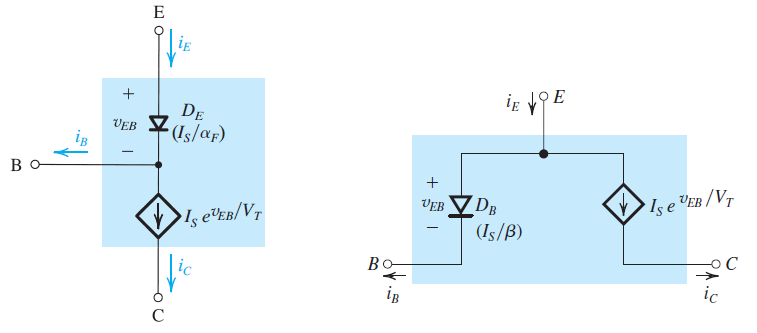 E
i_E
+
v_EB
D_E
(I_S/α_F)
i_B
−
B
I_S e^{v_EB/V_T}
i_C
C
i_E
E
+
v_EB
D_B
−
(I_S/β)
I_S e^{v_EB/V_T}
B
C
i_B
i_C